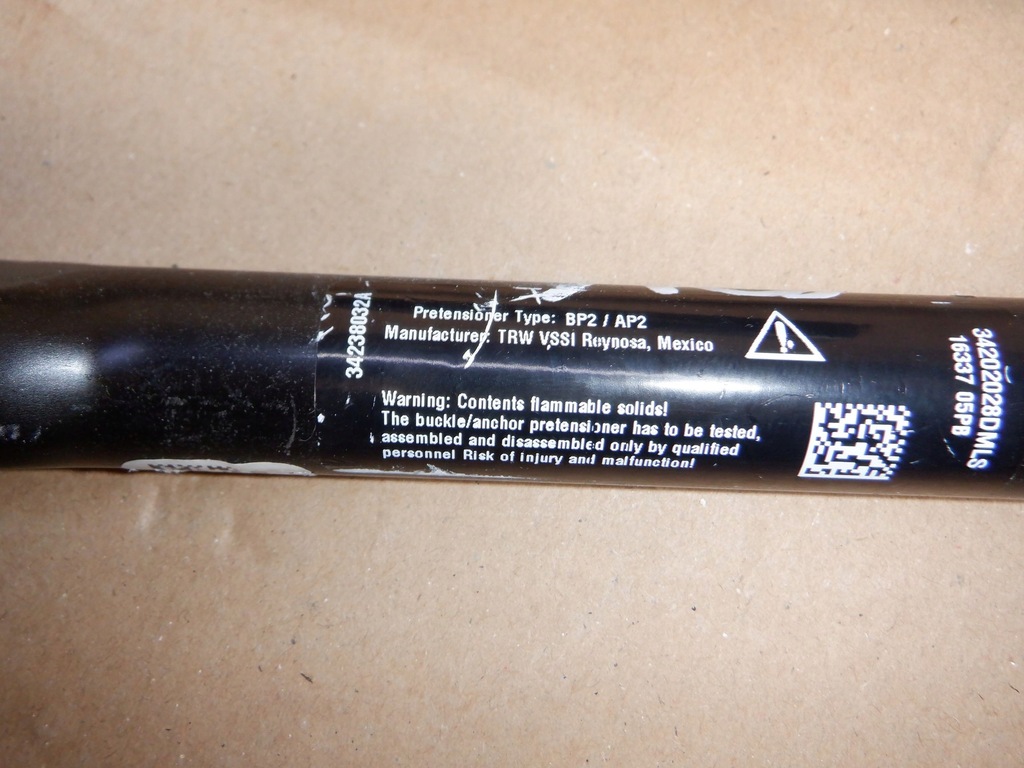 34238032A
Pretensioner Type: BP2 / AP2
Manufacturer: TRW VSSI Reynosa, Mexico
Warning: Contents flammable solids!
The buckle/anchor pretensioner has to be tested,
assembled and disassembled only by qualified
personnel Risk of injury and malfunction!
34202028DMLS
16337 05PB